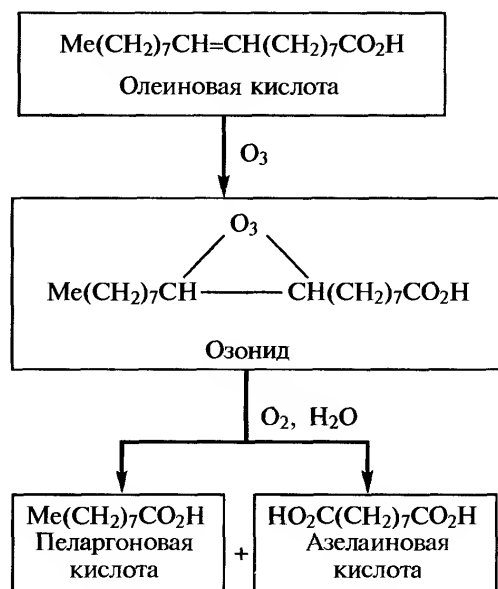 Me(CH₂)₇CH=CH(CH₂)₇CO₂H
Олеиновая кислота
O₃
O₃
Me(CH₂)₇CH — CH(CH₂)₇CO₂H
Озонид
O₂, H₂O
Me(CH₂)₇CO₂H
Пеларгоновая
кислота
+
HO₂C(CH₂)₇CO₂H
Азелаиновая
кислота